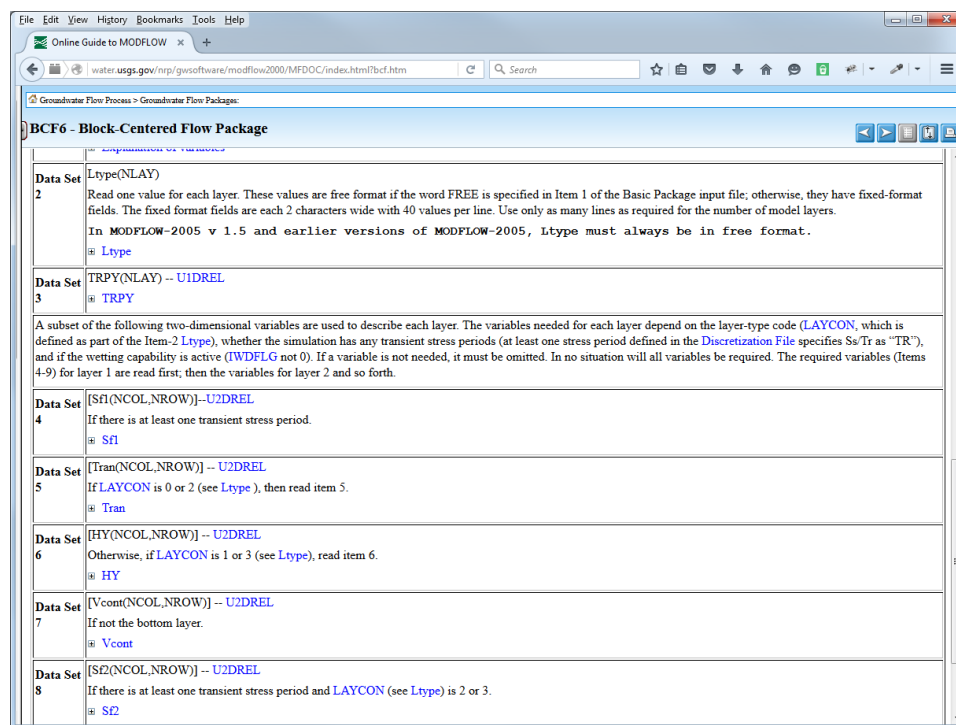 File Edit View History Bookmarks Tools Help
Online Guide to MODFLOW × +
water.usgs.gov/nrp/gwsoftware/modflow2000/MFDOC/index.html?bcf.htm
Search
Groundwater Flow Process > Groundwater Flow Packages:
BCF6 - Block-Centered Flow Package
Explanation of variables
Data Set 2
Ltype(NLAY)
Read one value for each layer. These values are free format if the word FREE is specified in Item 1 of the Basic Package input file; otherwise, they have fixed-format
fields. The fixed format fields are each 2 characters wide with 40 values per line. Use only as many lines as required for the number of model layers.
In MODFLOW-2005 v 1.5 and earlier versions of MODFLOW-2005, Ltype must always be in free format.
Ltype
Data Set 3
TRPY(NLAY) -- U1DREL
TRPY
A subset of the following two-dimensional variables are used to describe each layer. The variables needed for each layer depend on the layer-type code (LAYCON, which is
defined as part of the Item-2 Ltype), whether the simulation has any transient stress periods (at least one stress period defined in the Discretization File specifies Ss/Tr as “TR”),
and if the wetting capability is active (IWDFLG not 0). If a variable is not needed, it must be omitted. In no situation will all variables be required. The required variables (Items
4-9) for layer 1 are read first; then the variables for layer 2 and so forth.
Data Set 4
[Sf1(NCOL,NROW)]--U2DREL
If there is at least one transient stress period.
Sf1
Data Set 5
[Tran(NCOL,NROW)] -- U2DREL
If LAYCON is 0 or 2 (see Ltype ), then read item 5.
Tran
Data Set 6
[HY(NCOL,NROW)] -- U2DREL
Otherwise, if LAYCON is 1 or 3 (see Ltype), read item 6.
HY
Data Set 7
[Vcont(NCOL,NROW)] -- U2DREL
If not the bottom layer.
Vcont
Data Set 8
[Sf2(NCOL,NROW)] -- U2DREL
If there is at least one transient stress period and LAYCON (see Ltype) is 2 or 3.
Sf2